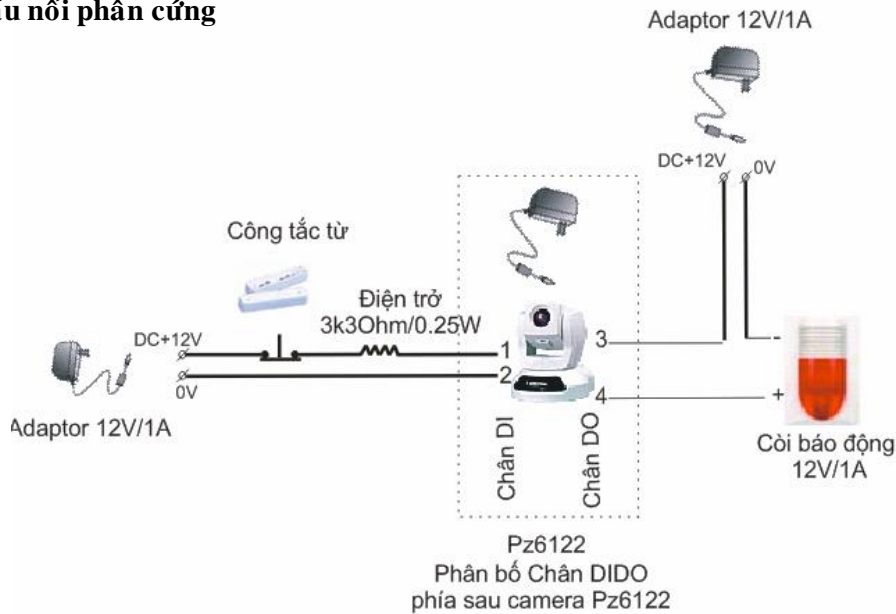 nối phần cứng
Adaptor 12V/1A
DC+12V
0V
Công tắc từ
Điện trở
3k3Ohm/0.25W
DC+12V
0V
Adaptor 12V/1A
1
2
3
4
Chân DI
Chân DO
-
+
Còi báo động
12V/1A
Pz6122
Phân bố Chân DIDO
phía sau camera Pz6122